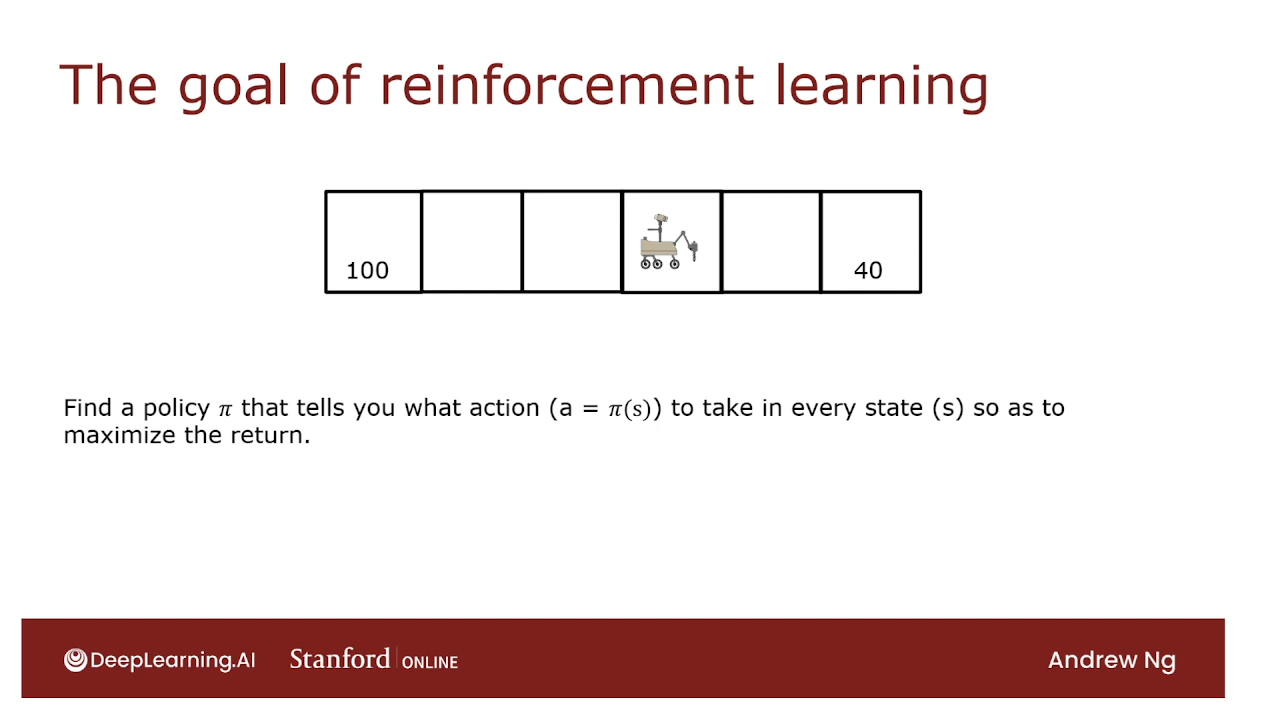 The goal of reinforcement learning
100
40
Find a policy 𝜋 that tells you what action (a = 𝜋(s)) to take in every state (s) so as to
maximize the return.
DeepLearning.AI
Stanford ONLINE
Andrew Ng